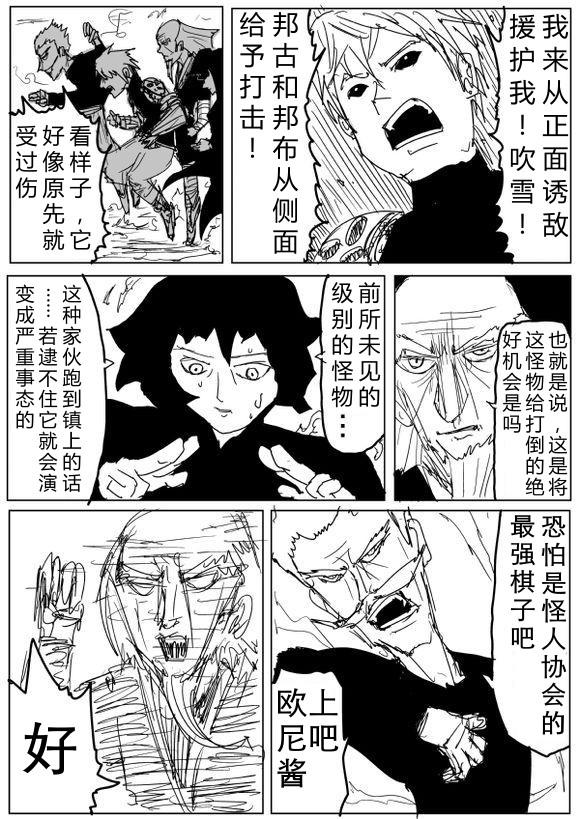 我来从正面诱敌
援护我！吹雪！
邦古和邦布从侧面
给予打击！
看样子，它
好像原先就
受过伤
也就是说，这是将
这怪物给打倒的绝
好机会是吗
前所未见的
级别的怪物…
这种家伙跑到镇上的话
……若逮不住它就会演
变成严重事态的
恐怕是怪人协会的
最强棋子吧
上吧
欧尼酱
好